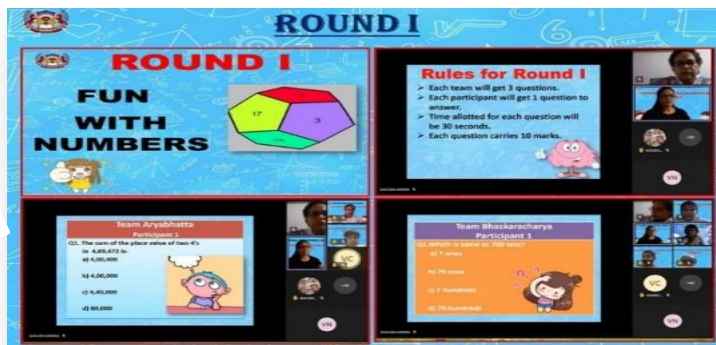 ROUND I
ROUND I
FUN
WITH
NUMBERS
17
3
Rules for Round I
➤ Each team will get 3 questions.
➤ Each participant will get 1 question to
answer.
➤ Time allotted for each question will
be 30 seconds.
➤ Each question carries 10 marks.
VN
Team Aryabhatta
Participant 1
Q1. The sum of the place value of two 4's
in 4,89,472 is-
a) 4,00,400
b) 4,00,000
c) 4,40,000
d) 80,000
VC
VN
Team Bhaskaracharya
Participant 1
Q1.Which is same as 700 tens?
a) 7 ones
b) 70 ones
c) 7 hundreds
d) 70 hundreds
VC
VN